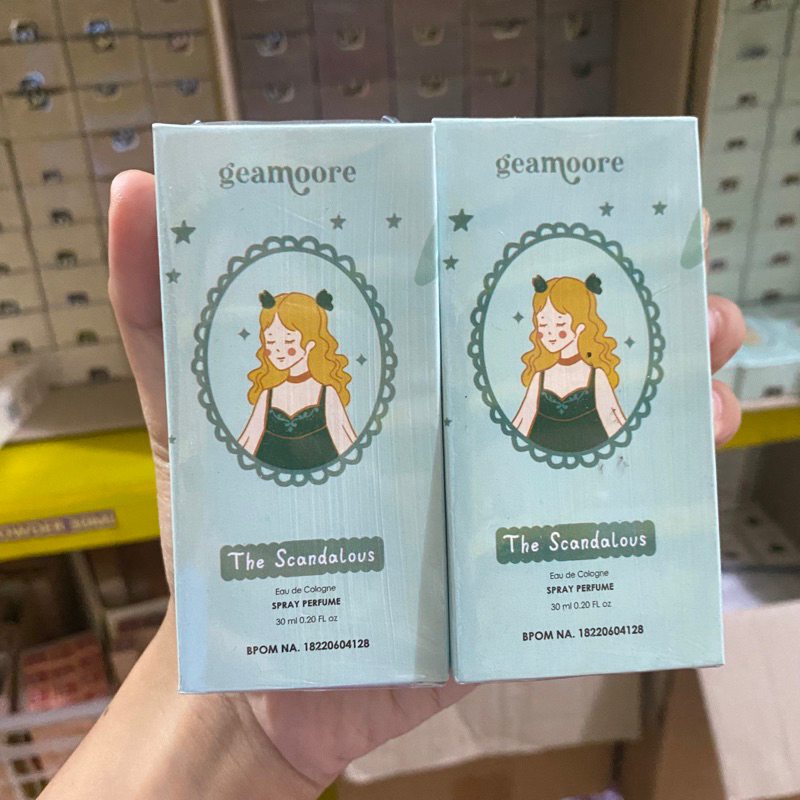 geamoore
The Scandalous
Eau de Cologne
SPRAY PERFUME
30 ml 0.20 FL oz
BPOM NA. 18220604128
geamoore
The Scandalous
Eau de Cologne
SPRAY PERFUME
30 ml 0.20 FL oz
BPOM NA. 18220604128